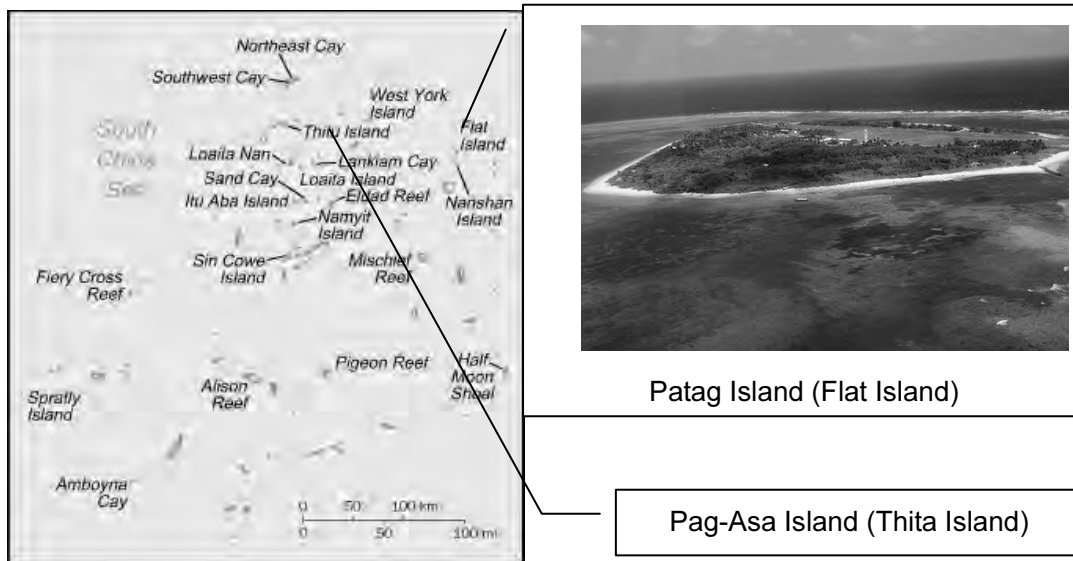 Northeast Cay
Southwest Cay
West York
Island
South
China
Sea
Thitu Island
Flat
Island
Loaita Nan
Lankiam Cay
Sand Cay
Loaita Island
Itu Aba Island
Eldad Reef
Nanshan
Island
Namyit
Island
Sin Cowe
Island
Mischief
Reef
Fiery Cross
Reef
Pigeon Reef
Half
Moon
Shoal
Alison
Reef
Spratly
Island
Amboyna
Cay
0 50 100 km
0 50 100 mi
Patag Island (Flat Island)
Pag-Asa Island (Thita Island)